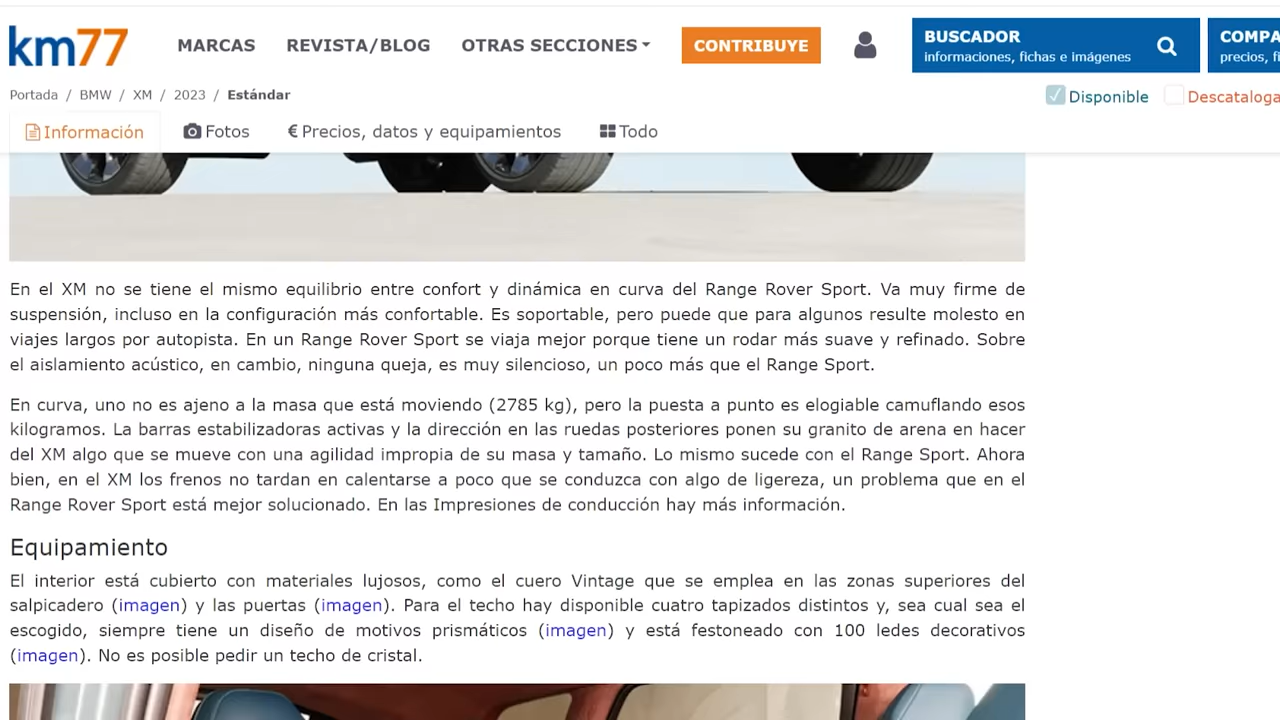 km77
MARCAS
REVISTA/BLOG
OTRAS SECCIONES
CONTRIBUYE
BUSCADOR
informaciones, fichas e imágenes
COMPA
precios, fi
Portada / BMW / XM / 2023 / Estándar
Disponible
Descataloga
Información
Fotos
€ Precios, datos y equipamientos
Todo
En el XM no se tiene el mismo equilibrio entre confort y dinámica en curva del Range Rover Sport. Va muy firme de
suspensión, incluso en la configuración más confortable. Es soportable, pero puede que para algunos resulte molesto en
viajes largos por autopista. En un Range Rover Sport se viaja mejor porque tiene un rodar más suave y refinado. Sobre
el aislamiento acústico, en cambio, ninguna queja, es muy silencioso, un poco más que el Range Sport.
En curva, uno no es ajeno a la masa que está moviendo (2785 kg), pero la puesta a punto es elogiable camuflando esos
kilogramos. La barras estabilizadoras activas y la dirección en las ruedas posteriores ponen su granito de arena en hacer
del XM algo que se mueve con una agilidad impropia de su masa y tamaño. Lo mismo sucede con el Range Sport. Ahora
bien, en el XM los frenos no tardan en calentarse a poco que se conduzca con algo de ligereza, un problema que en el
Range Rover Sport está mejor solucionado. En las Impresiones de conducción hay más información.
Equipamiento
El interior está cubierto con materiales lujosos, como el cuero Vintage que se emplea en las zonas superiores del
salpicadero (imagen) y las puertas (imagen). Para el techo hay disponible cuatro tapizados distintos y, sea cual sea el
escogido, siempre tiene un diseño de motivos prismáticos (imagen) y está festoneado con 100 ledes decorativos
(imagen). No es posible pedir un techo de cristal.